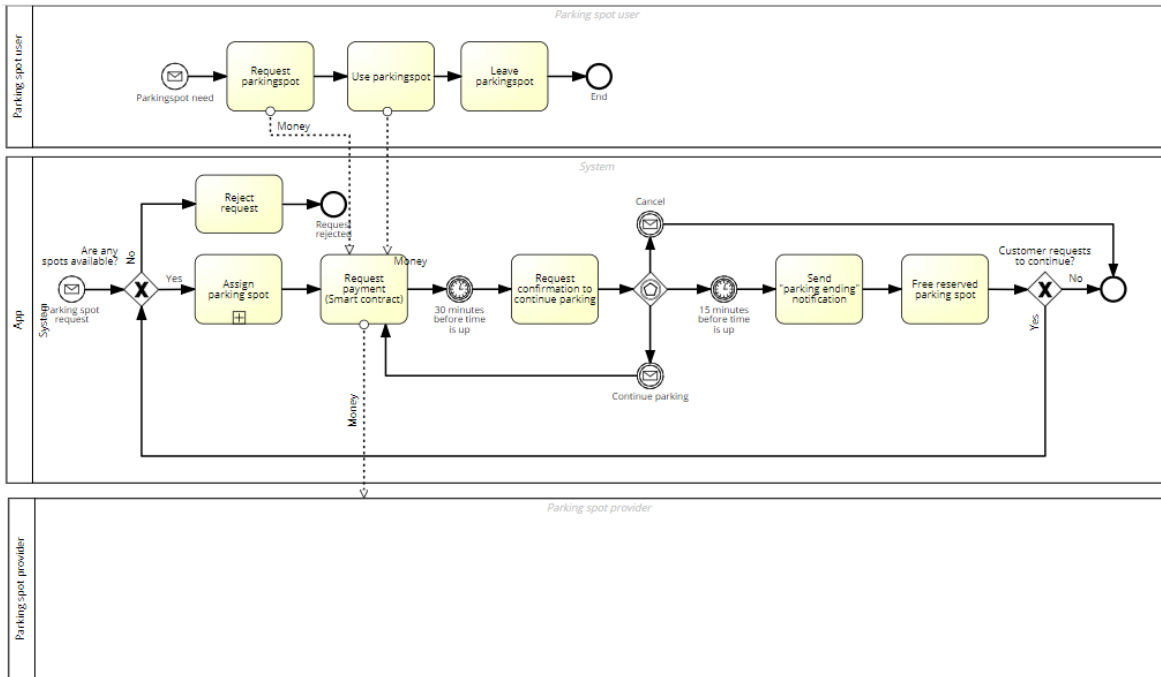 Parking spot user
Parking spot user
Parkingspot need
Request
parkingspot
Use parkingspot
Leave
parkingspot
End
Money
App
System
System
Parking spot
request
Are any
spots available?
No
Yes
Reject
request
Request
rejected
Assign
parking spot
Request
payment
(Smart contract)
Money
30 minutes
before time
is up
Request
confirmation to
continue parking
Cancel
Continue parking
15 minutes
before time
is up
Send
"parking ending"
notification
Free reserved
parking spot
Customer requests
to continue?
No
Yes
Money
Parking spot provider
Parking spot provider